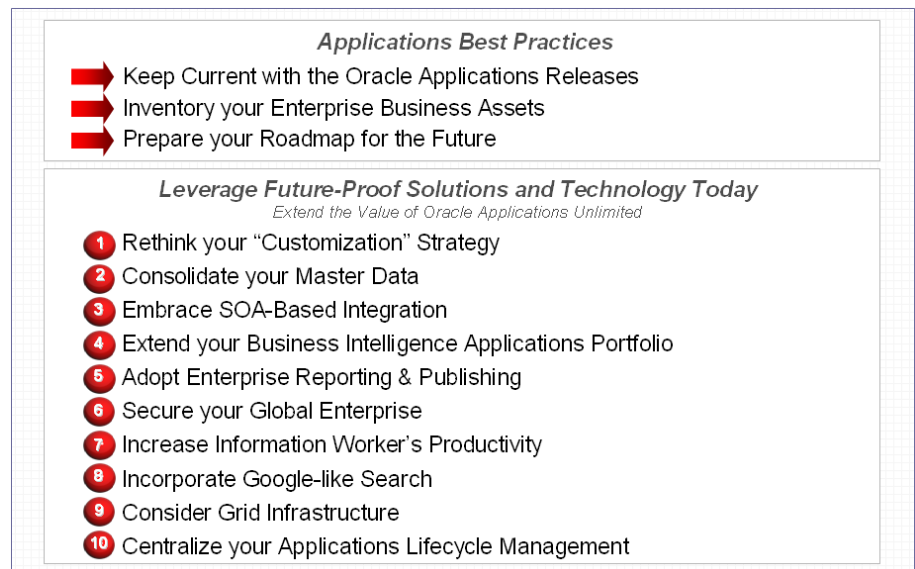 Applications Best Practices
Keep Current with the Oracle Applications Releases
Inventory your Enterprise Business Assets
Prepare your Roadmap for the Future
Leverage Future-Proof Solutions and Technology Today
Extend the Value of Oracle Applications Unlimited
1 Rethink your “Customization” Strategy
2 Consolidate your Master Data
3 Embrace SOA-Based Integration
4 Extend your Business Intelligence Applications Portfolio
5 Adopt Enterprise Reporting & Publishing
6 Secure your Global Enterprise
7 Increase Information Worker’s Productivity
8 Incorporate Google-like Search
9 Consider Grid Infrastructure
10 Centralize your Applications Lifecycle Management